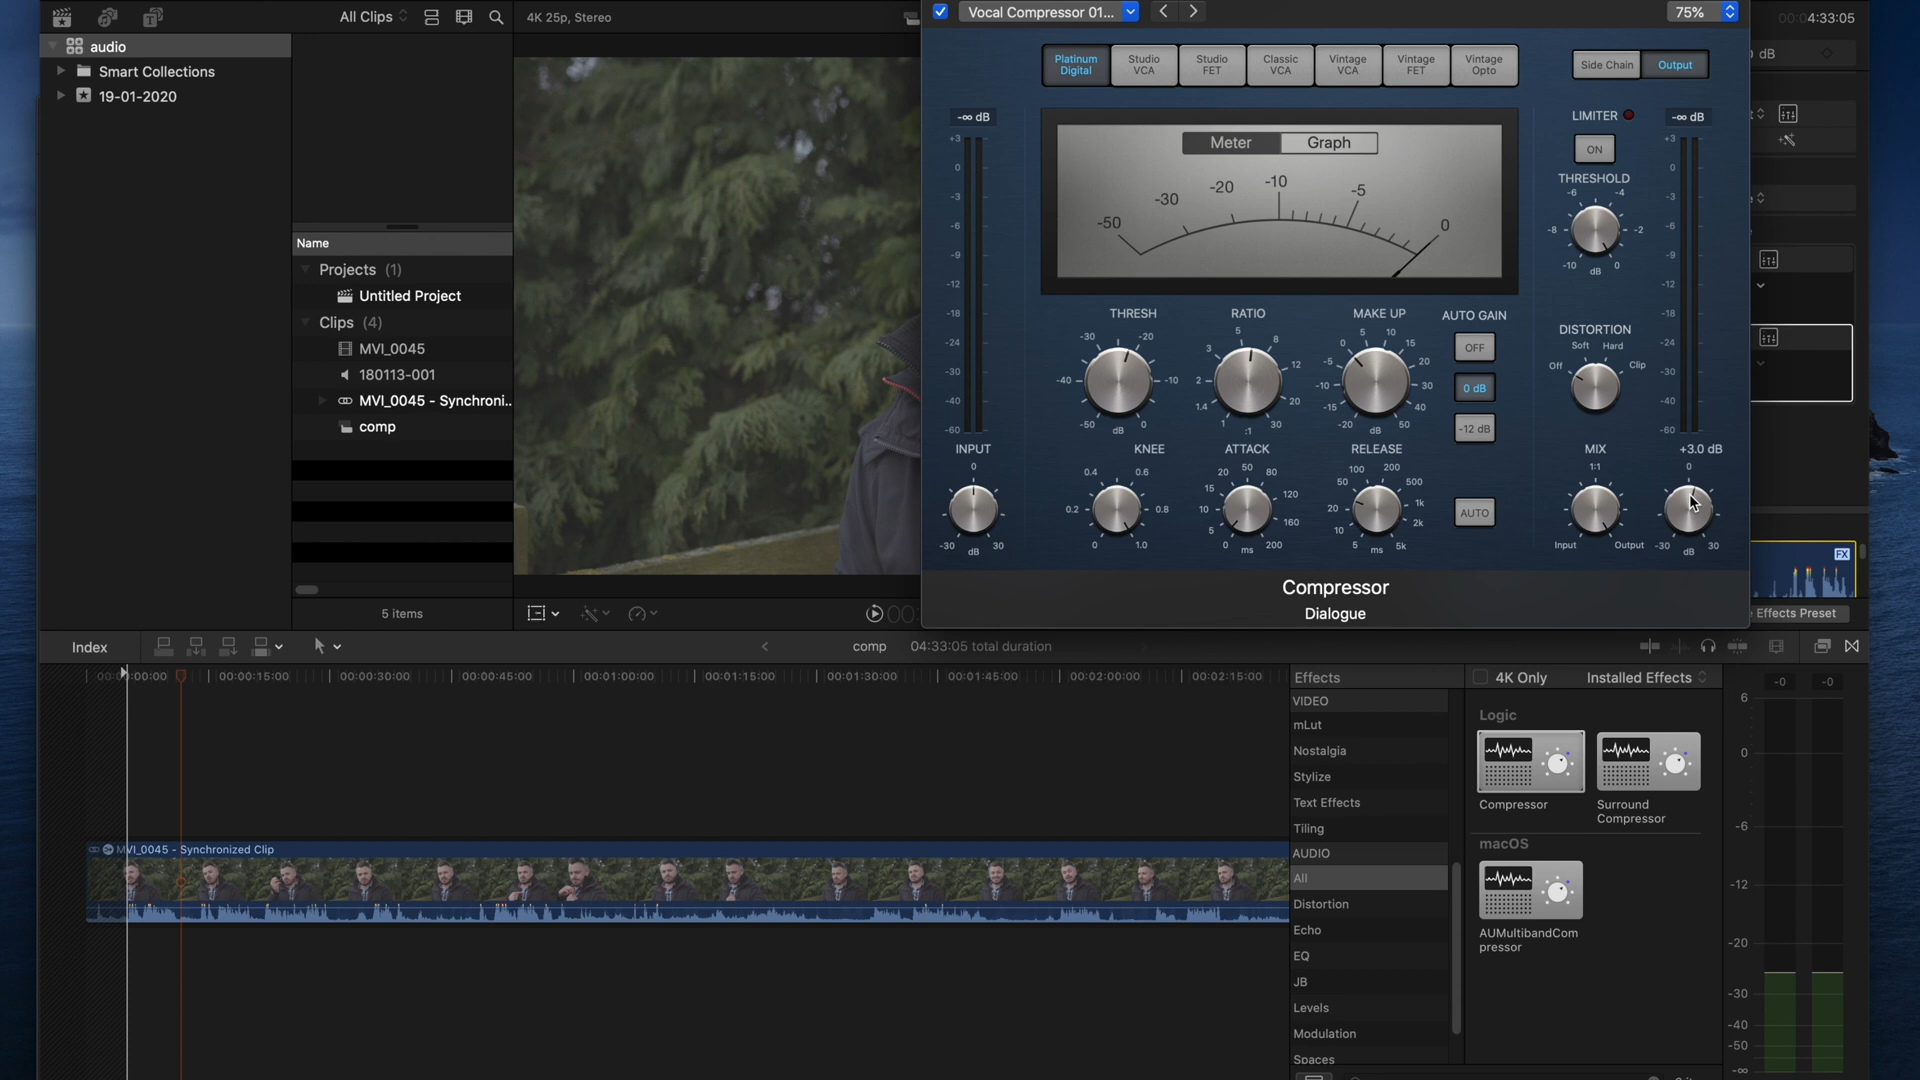 All Clips
4K 25p, Stereo
Vocal Compressor 01...
75%
4:33:05
audio
Smart Collections
19-01-2020
Name
Projects (1)
Untitled Project
Clips (4)
MVI_0045
180113-001
MVI_0045 - Synchroni...
comp
5 items
Platinum Digital
Studio VCA
Studio FET
Classic VCA
Vintage VCA
Vintage FET
Vintage Opto
Side Chain
Output
-∞ dB
+3
0
-3
-6
-9
-12
-18
-24
-30
-40
-60
INPUT
0
-30 dB 30
Meter
Graph
-50
-30
-20
-10
-5
0
THRESH
-30 -20
-40 -10
-50 dB 0
RATIO
5
3 8
2 12
1.4 20
1 :1 30
MAKE UP
5 10
0 15
-5 20
-10 30
-15 40
-20 dB 50
AUTO GAIN
OFF
0 dB
-12 dB
KNEE
0.4 0.6
0.2 0.8
0 1.0
ATTACK
20 50 80
15 120
10 160
5
0 ms 200
RELEASE
100 200
50 500
20 1k
10 2k
5 ms 5k
AUTO
LIMITER
ON
THRESHOLD
-6 -4
-8 -2
-10 dB 0
DISTORTION
Soft Hard
Off Clip
MIX
1:1
Input Output
-∞ dB
+3
0
-3
-6
-9
-12
-18
-24
-30
-40
-60
+3.0 dB
0
-30 dB 30
Compressor
Dialogue
dB
FX
Effects Preset
Index
comp
04:33:05 total duration
00:00:15:00
00:00:30:00
00:00:45:00
00:01:00:00
00:01:15:00
00:01:30:00
00:01:45:00
00:02:00:00
00:02:15:00
MVI_0045 - Synchronized Clip
Effects
4K Only
Installed Effects
VIDEO
mLut
Nostalgia
Stylize
Text Effects
Tiling
AUDIO
All
Distortion
Echo
EQ
JB
Levels
Modulation
Spaces
Logic
Compressor
Surround
Compressor
macOS
AUMultibandCom
pressor
-0 -0
6
0
-6
-12
-20
-30
-40
-50
-∞